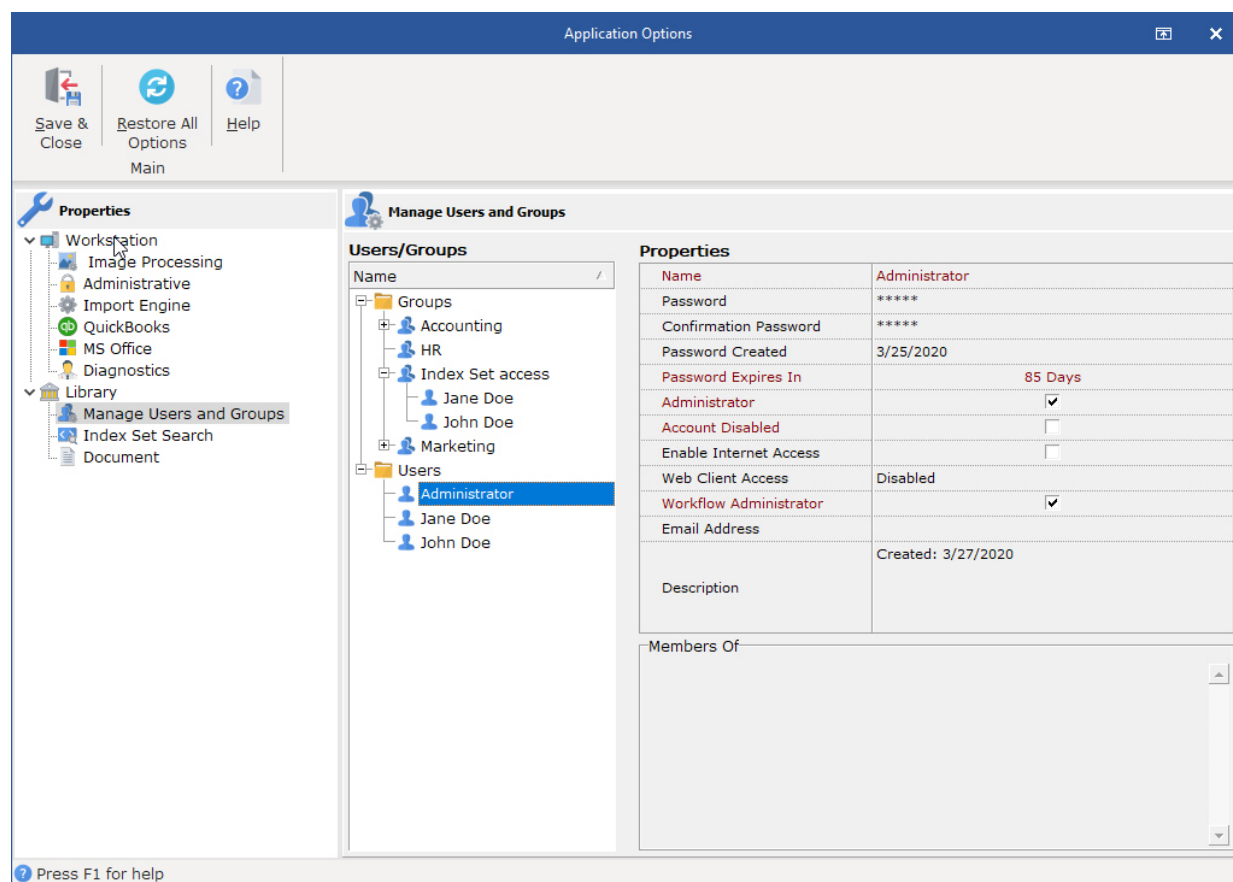 Application Options
Save & Close
Restore All Options
Help
Main
Properties
Workstation
Image Processing
Administrative
Import Engine
QuickBooks
MS Office
Diagnostics
Library
Manage Users and Groups
Index Set Search
Document
Manage Users and Groups
Users/Groups
Name
Groups
Accounting
HR
Index Set access
Jane Doe
John Doe
Marketing
Users
Administrator
Jane Doe
John Doe
Properties
Name Administrator
Password *****
Confirmation Password *****
Password Created 3/25/2020
Password Expires In 85 Days
Administrator
Account Disabled
Enable Internet Access
Web Client Access Disabled
Workflow Administrator
Email Address
Description Created: 3/27/2020
Members Of
Press F1 for help